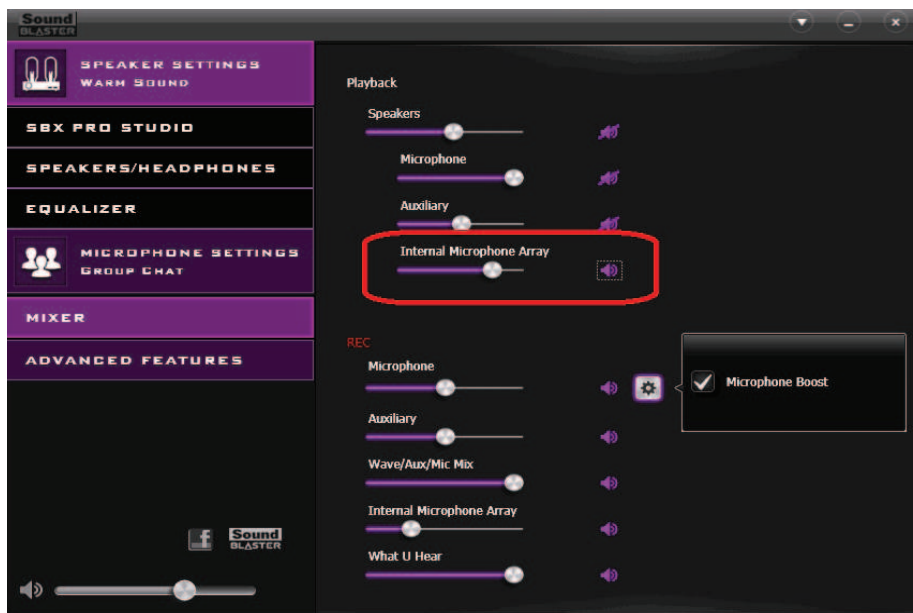 Sound
BLASTER
SPEAKER SETTINGS
WARM SOUND
SBX PRO STUDIO
SPEAKERS/HEADPHONES
EQUALIZER
MICROPHONE SETTINGS
GROUP CHAT
MIXER
ADVANCED FEATURES
f
Sound
BLASTER
Playback
Speakers
Microphone
Auxiliary
Internal Microphone Array
REC
Microphone
Microphone Boost
Auxiliary
Wave/Aux/Mic Mix
Internal Microphone Array
What U Hear